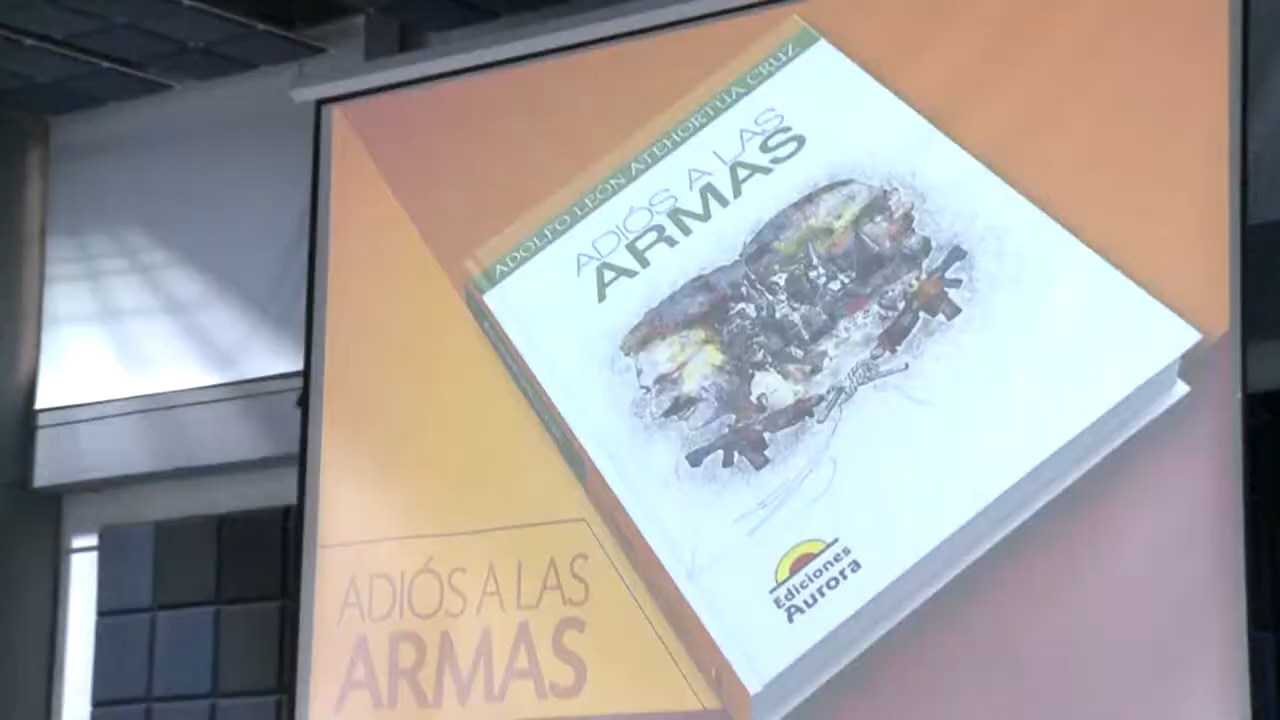 ADOLFO LEÓN ATEHORTÚA CRUZ
ADIÓS A LAS
ARMAS
Ediciones
Aurora
ADIÓS A LAS
ARMAS